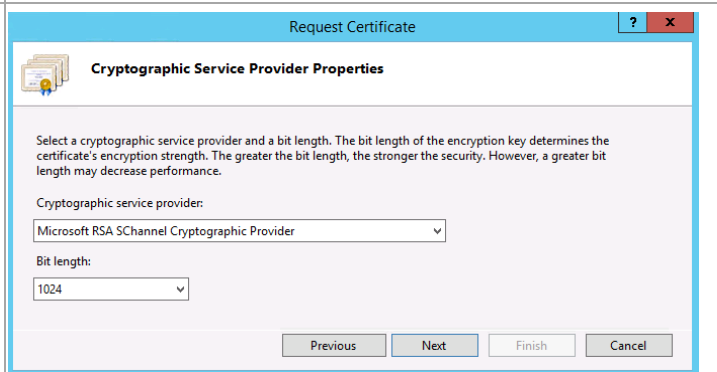 Request Certificate
?
x
Cryptographic Service Provider Properties
Select a cryptographic service provider and a bit length. The bit length of the encryption key determines the
certificate's encryption strength. The greater the bit length, the stronger the security. However, a greater bit
length may decrease performance.
Cryptographic service provider:
Microsoft RSA SChannel Cryptographic Provider
Bit length:
1024
Previous Next Finish Cancel